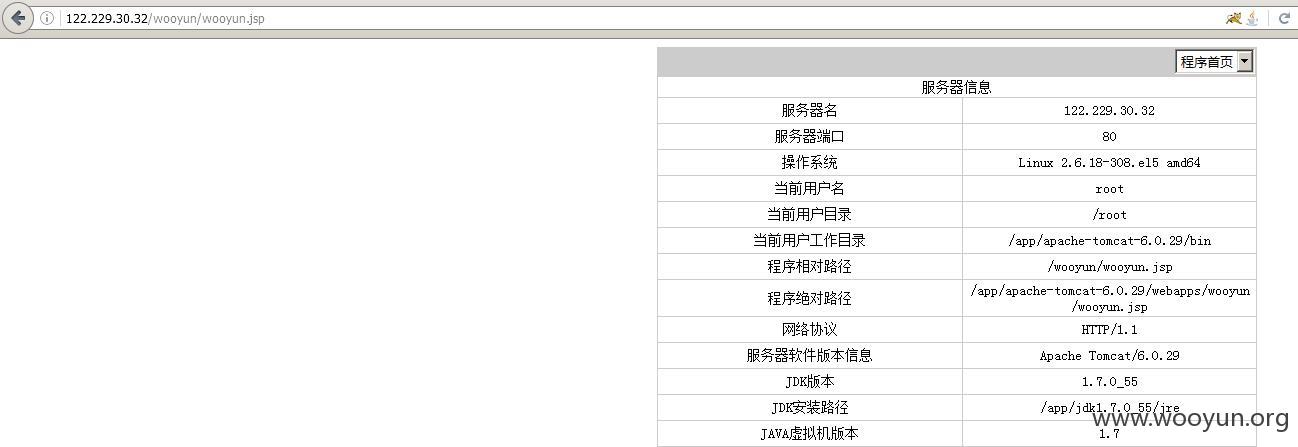 122.229.30.32/wooyun/wooyun.jsp
程序首页
服务器信息
服务器名 122.229.30.32
服务器端口 80
操作系统 Linux 2.6.18-308.el5 amd64
当前用户名 root
当前用户目录 /root
当前用户工作目录 /app/apache-tomcat-6.0.29/bin
程序相对路径 /wooyun/wooyun.jsp
程序绝对路径 /app/apache-tomcat-6.0.29/webapps/wooyun
/wooyun.jsp
网络协议 HTTP/1.1
服务器软件版本信息 Apache Tomcat/6.0.29
JDK版本 1.7.0_55
JDK安装路径 /app/jdk1.7.0_55/jre
www.wooyun.org
JAVA虚拟机版本 1.7